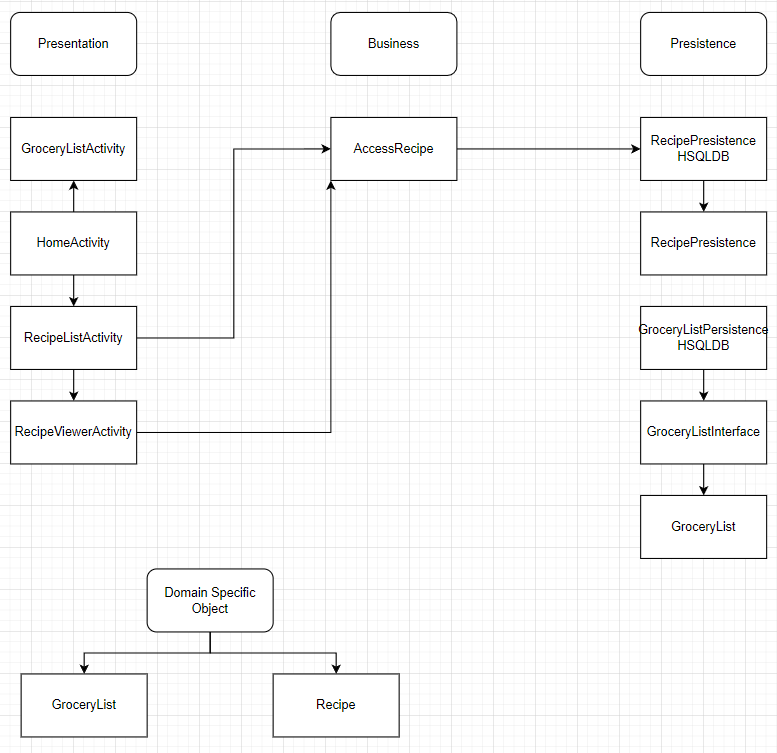 Presentation
Business
Presistence
GroceryListActivity
AccessRecipe
RecipePresistence
HSQLDB
HomeActivity
RecipePresistence
RecipeListActivity
GroceryListPersistence
HSQLDB
RecipeViewerActivity
GroceryListInterface
GroceryList
Domain Specific
Object
GroceryList
Recipe